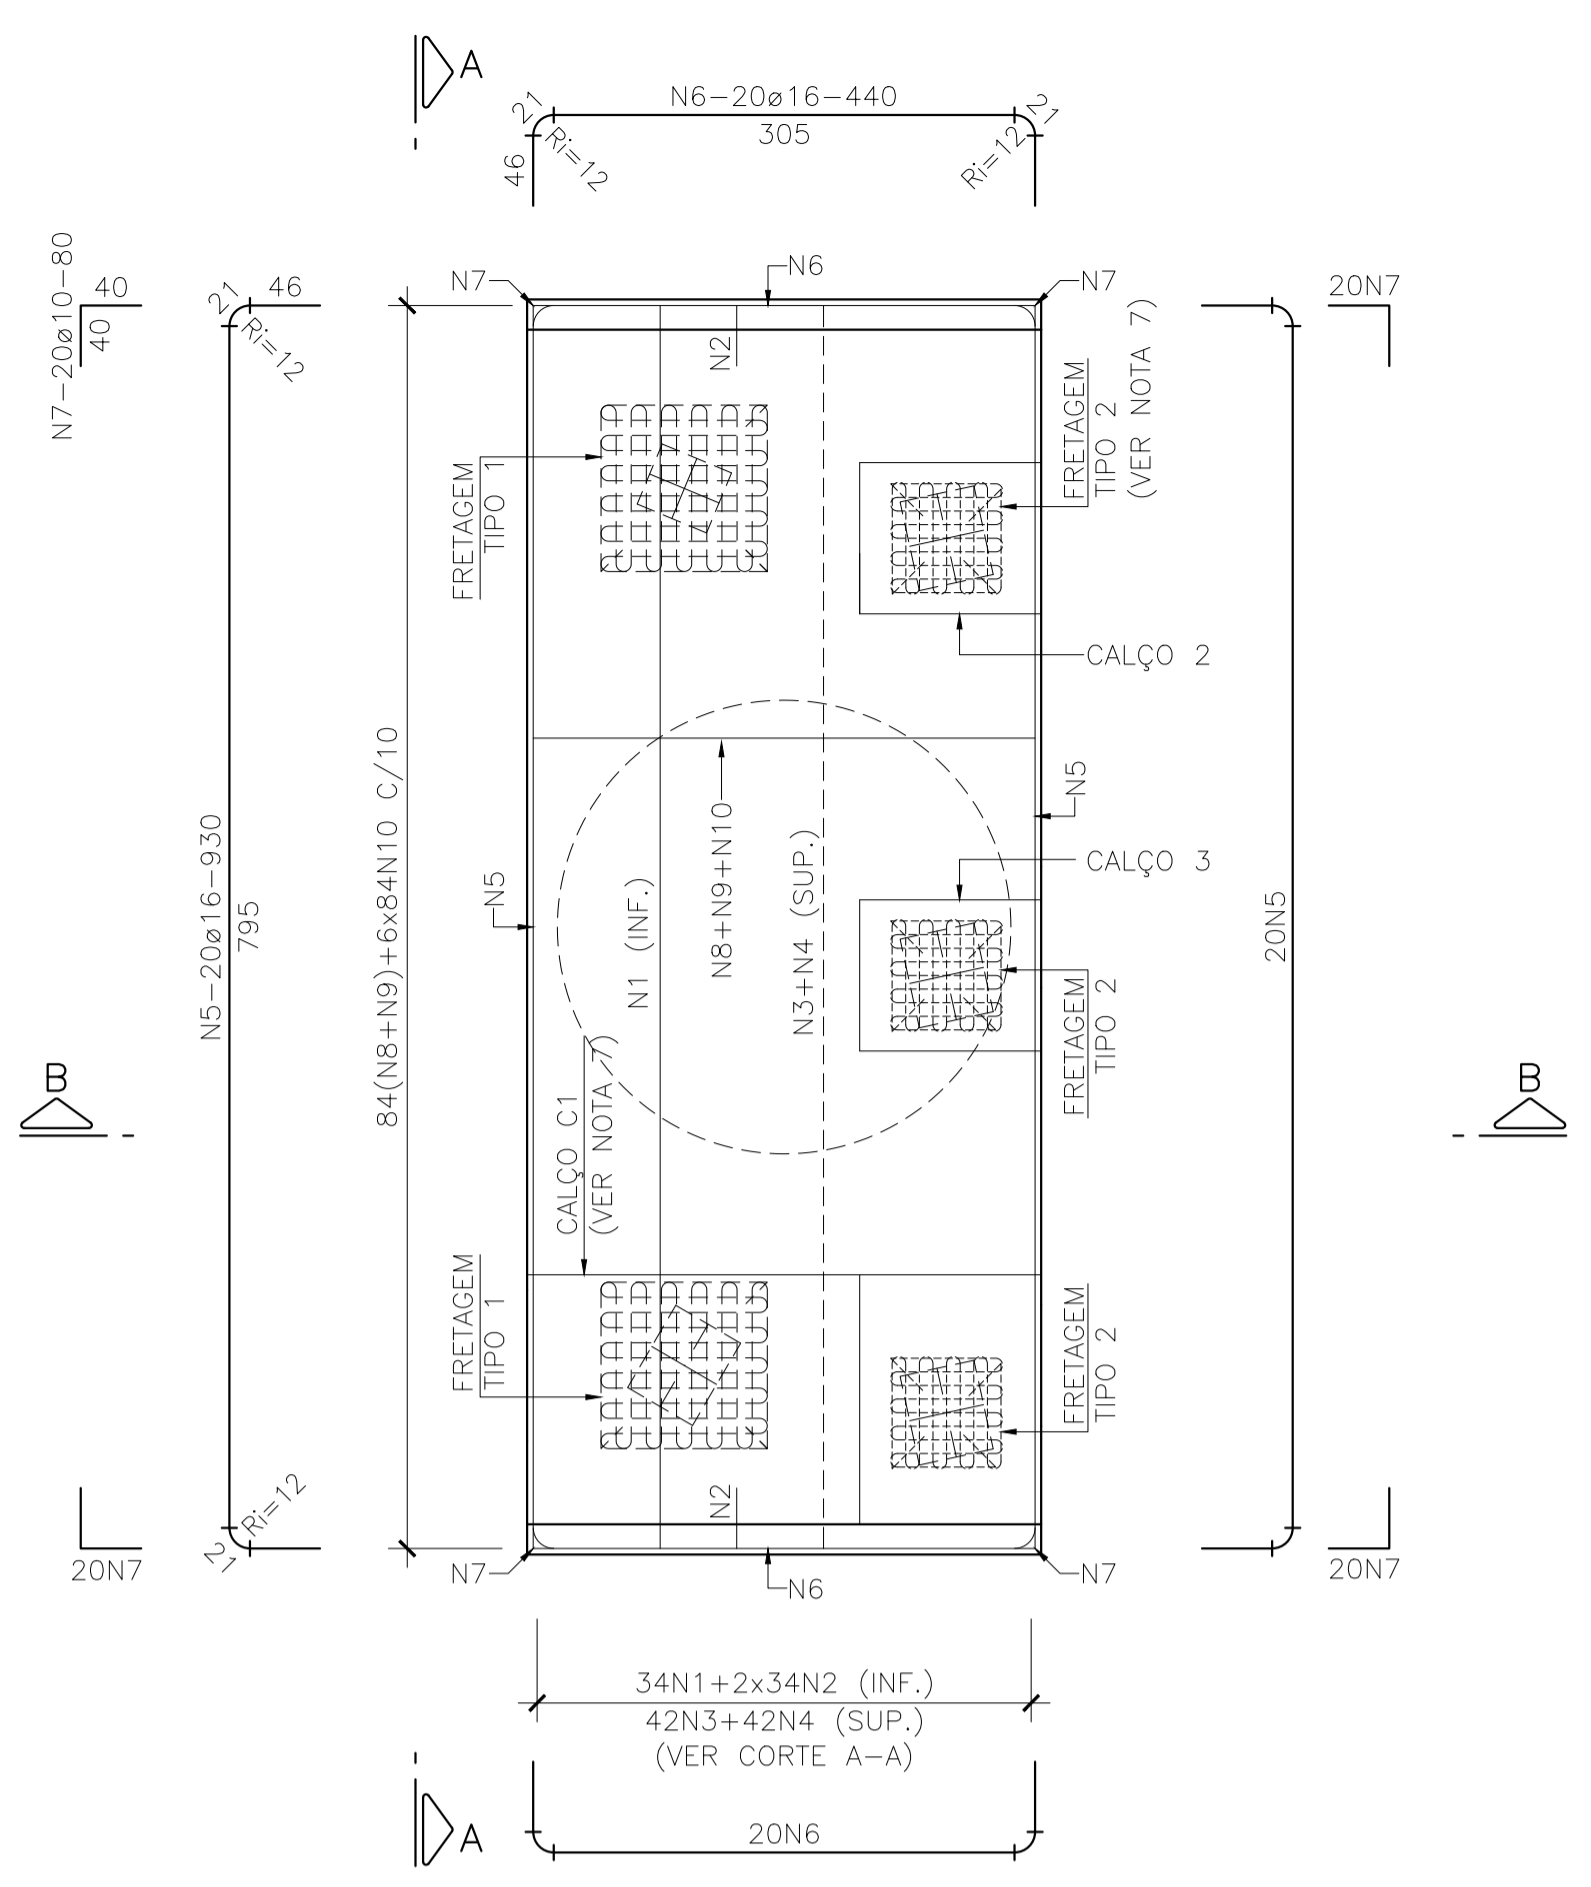 A
N6-20ø16-440
305
21
21
Ri=12
Ri=12
46
N7-20ø10-80
40
40
21
46
Ri=12
N7
N6
N7
20N7
N2
FRETAGEM
TIPO 1
FRETAGEM
TIPO 2
(VER NOTA 7)
CALÇO 2
N5-20ø16-930
795
84(N8+N9)+6x84N10 C/10
N5
N1 (INF.)
N8+N9+N10
N3+N4 (SUP.)
N5
CALÇO 3
20N5
FRETAGEM
TIPO 2
B
B
CALÇO C1
(VER NOTA 7)
FRETAGEM
TIPO 1
FRETAGEM
TIPO 2
N2
Ri=12
21
20N7
N7
N6
N7
20N7
34N1+2x34N2 (INF.)
42N3+42N4 (SUP.)
(VER CORTE A-A)
20N6
A